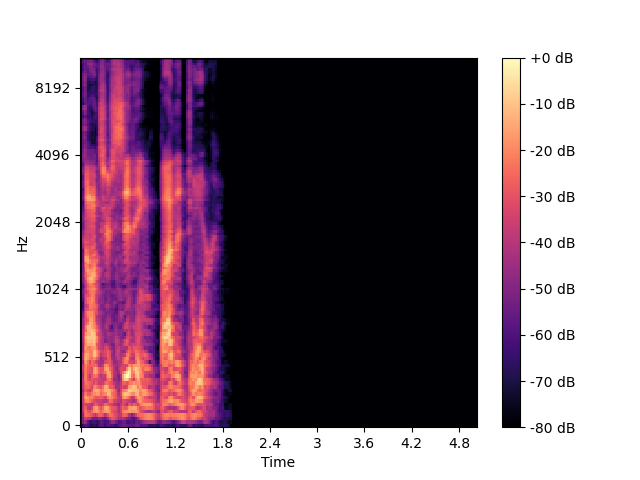 8192
4096
2048
1024
512
0
Hz
0 0.6 1.2 1.8 2.4 3 3.6 4.2 4.8
Time
+0 dB
-10 dB
-20 dB
-30 dB
-40 dB
-50 dB
-60 dB
-70 dB
-80 dB